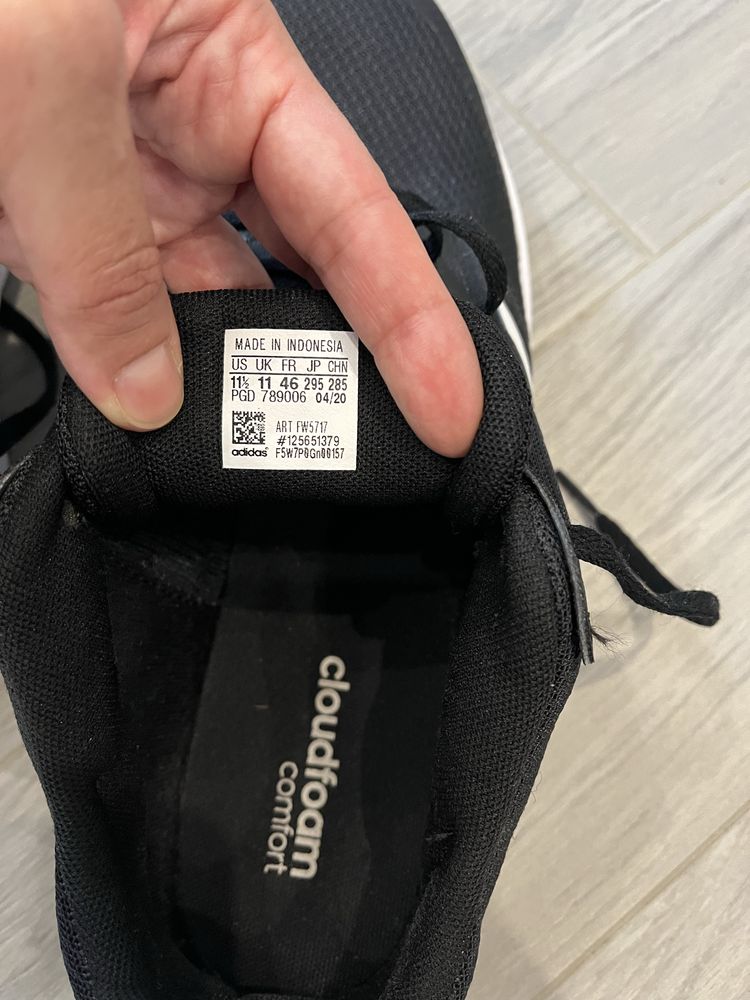 MADE IN INDONESIA
US UK FR JP CHN
11½ 11 46 295 285
PGD 789006 04/20
ART FW5717
#125651379
adidas F5W7P0Gn00157
cloudfoam
comfort